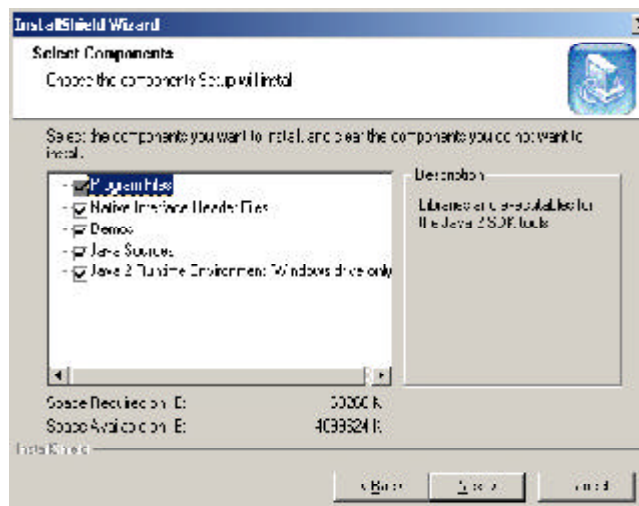 InstallShield Wizard
Select Components
Choose the components Setup will install
Select the components you want to install, and clear the components you do not want to
install.
Program Files
Native Interface Header Files
Demos
Java Sources
Java 2 Runtime Environment (Windows drive only
Description
Libraries and executables for
the Java 2 SDK tools
Space Required on E:
Space Available on E:
InstallShield
< Back
Cancel